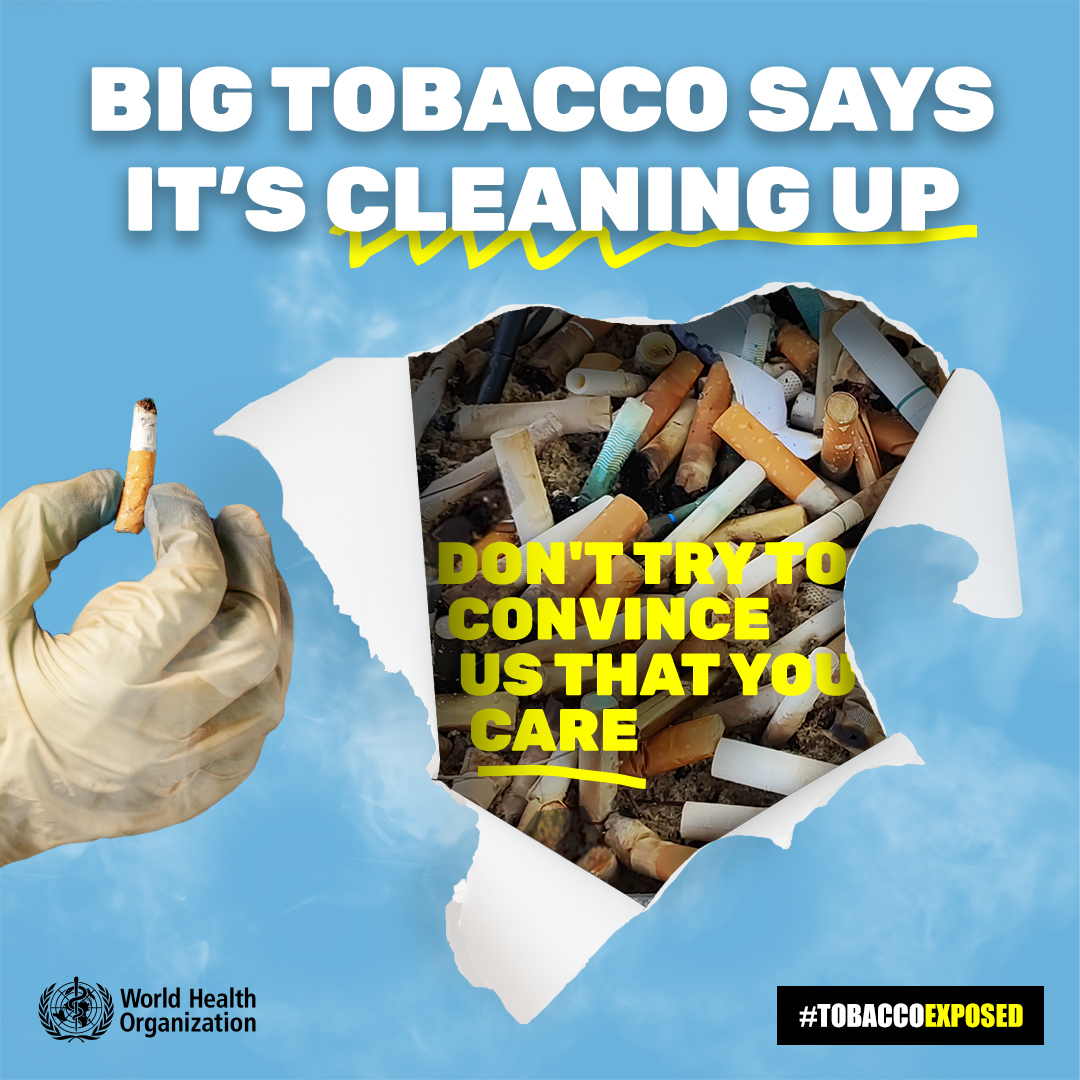 BIG TOBACCO SAYS
IT’S CLEANING UP
DON'T TRY TO
CONVINCE
US THAT YOU
CARE
World Health
Organization
#TOBACCOEXPOSED